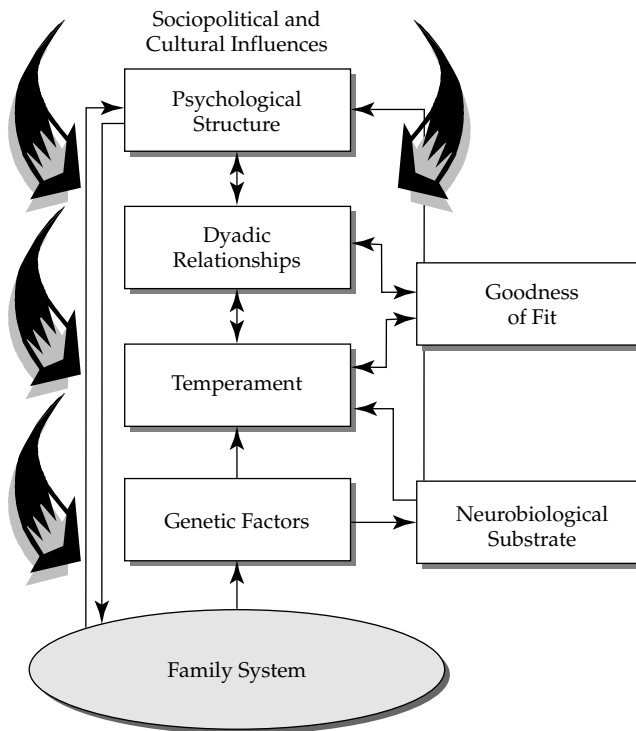 Sociopolitical and
Cultural Influences
Psychological
Structure
Dyadic
Relationships
Goodness
of Fit
Temperament
Genetic Factors
Neurobiological
Substrate
Family System